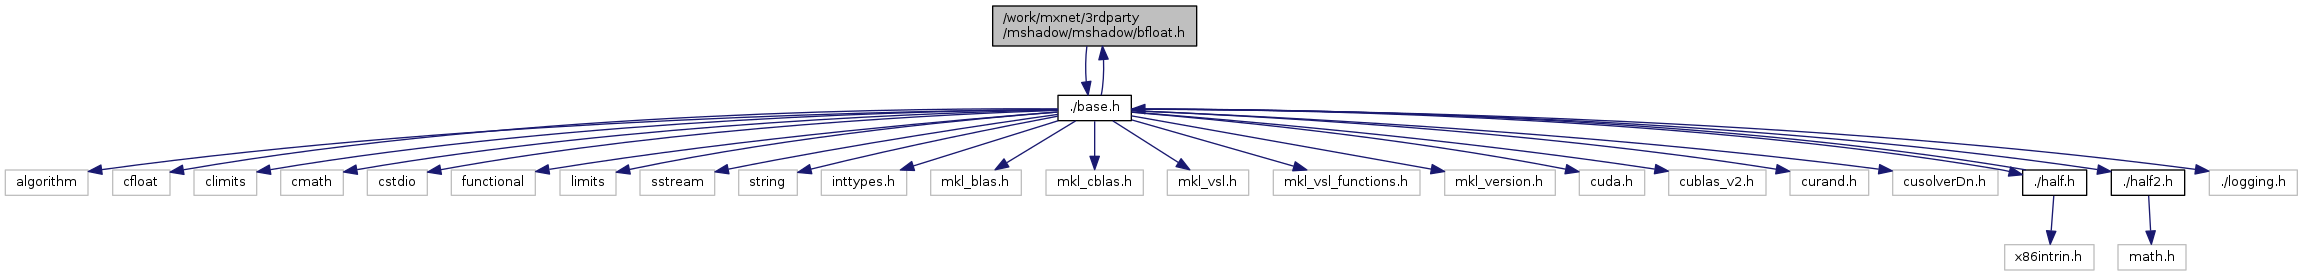 /work/mxnet/3rdparty
/mshadow/mshadow/bfloat.h
./base.h
algorithm
cfloat
climits
cmath
cstdio
functional
limits
sstream
string
inttypes.h
mkl_blas.h
mkl_cblas.h
mkl_vsl.h
mkl_vsl_functions.h
mkl_version.h
cuda.h
cublas_v2.h
curand.h
cusolverDn.h
./half.h
./half2.h
./logging.h
x86intrin.h
math.h